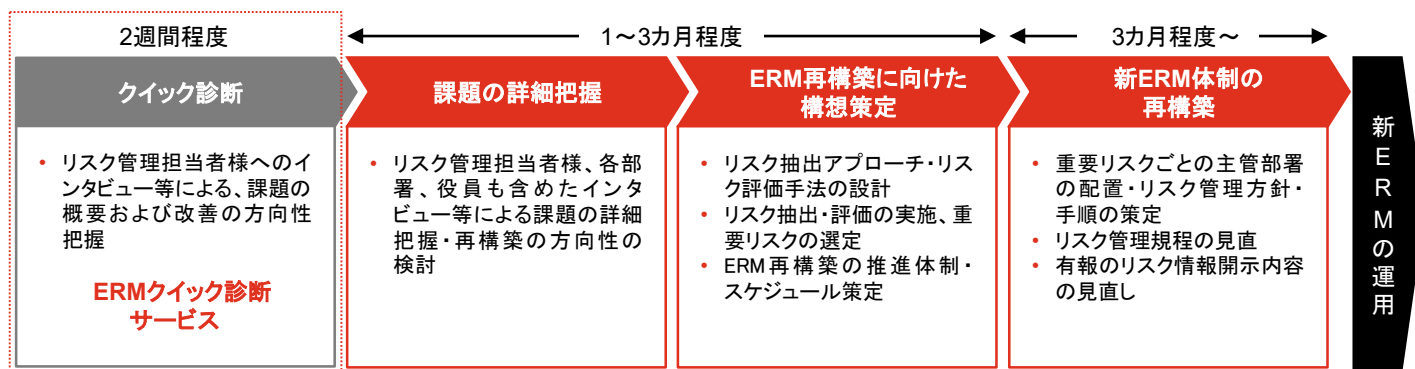 2週間程度
1～3カ月程度
3カ月程度～
クイック診断
• リスク管理担当者様へのイ
ンタビュー等による、課題の
概要および改善の方向性
把握
ERMクイック診断
サービス
課題の詳細把握
• リスク管理担当者様、各部
署、役員も含めたインタ
ビュー等による課題の詳細
把握・再構築の方向性の
検討
ERM再構築に向けた
構想策定
• リスク抽出アプローチ・リス
ク評価手法の設計
• リスク抽出・評価の実施、重
要リスクの選定
• ERM再構築の推進体制・
スケジュール策定
新ERM体制の
再構築
• 重要リスクごとの主管部署
の配置・リスク管理方針・
手順の策定
• リスク管理規程の見直
• 有報のリスク情報開示内容
の見直し
新ERMの運用